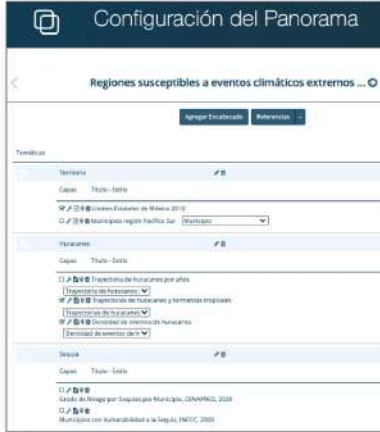 Configuración del Panorama
Regiones susceptibles a eventos climáticos extremos ...
Agregar Encabezado Referencias
Temáticas
Territorio
Capas Título - Estilo
Límites Estatales de México 2010
Municipios región Pacífico Sur Municipio
Huracanes
Capas Título - Estilo
Trayectoria de huracanes por años
Trayectoria de huracanes
Trayectorias de huracanes y tormentas tropicales
Trayectorias de huracanes
Densidad de eventos de huracanes
Densidad de eventos de h
Sequía
Capas Título - Estilo
Grado de Riesgo por Sequías por Municipio, CENAPRED, 2020
Municipios con Vulnerabilidad a la Sequía, INECC, 2020